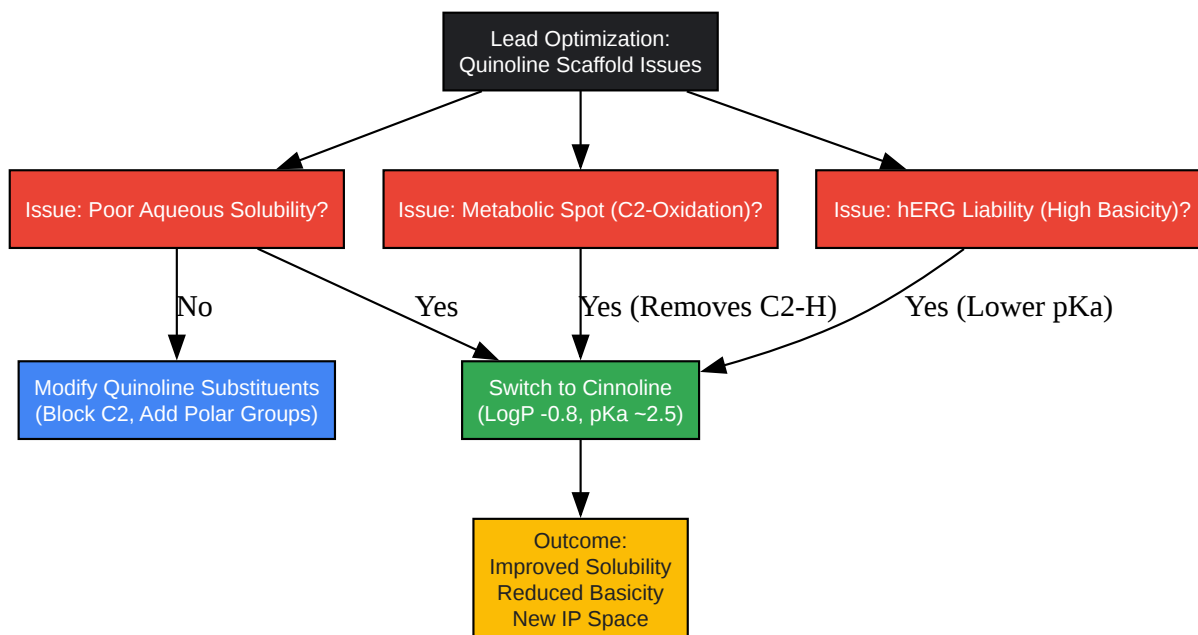 Lead Optimization:
Quinoline Scaffold Issues
Issue: Poor Aqueous Solubility?
Issue: Metabolic Spot (C2-Oxidation)?
Issue: hERG Liability (High Basicity)?
No
Yes
Yes (Removes C2-H)
Yes (Lower pKa)
Modify Quinoline Substituents
(Block C2, Add Polar Groups)
Switch to Cinnoline
(LogP -0.8, pKa ~2.5)
Outcome:
Improved Solubility
Reduced Basicity
New IP Space